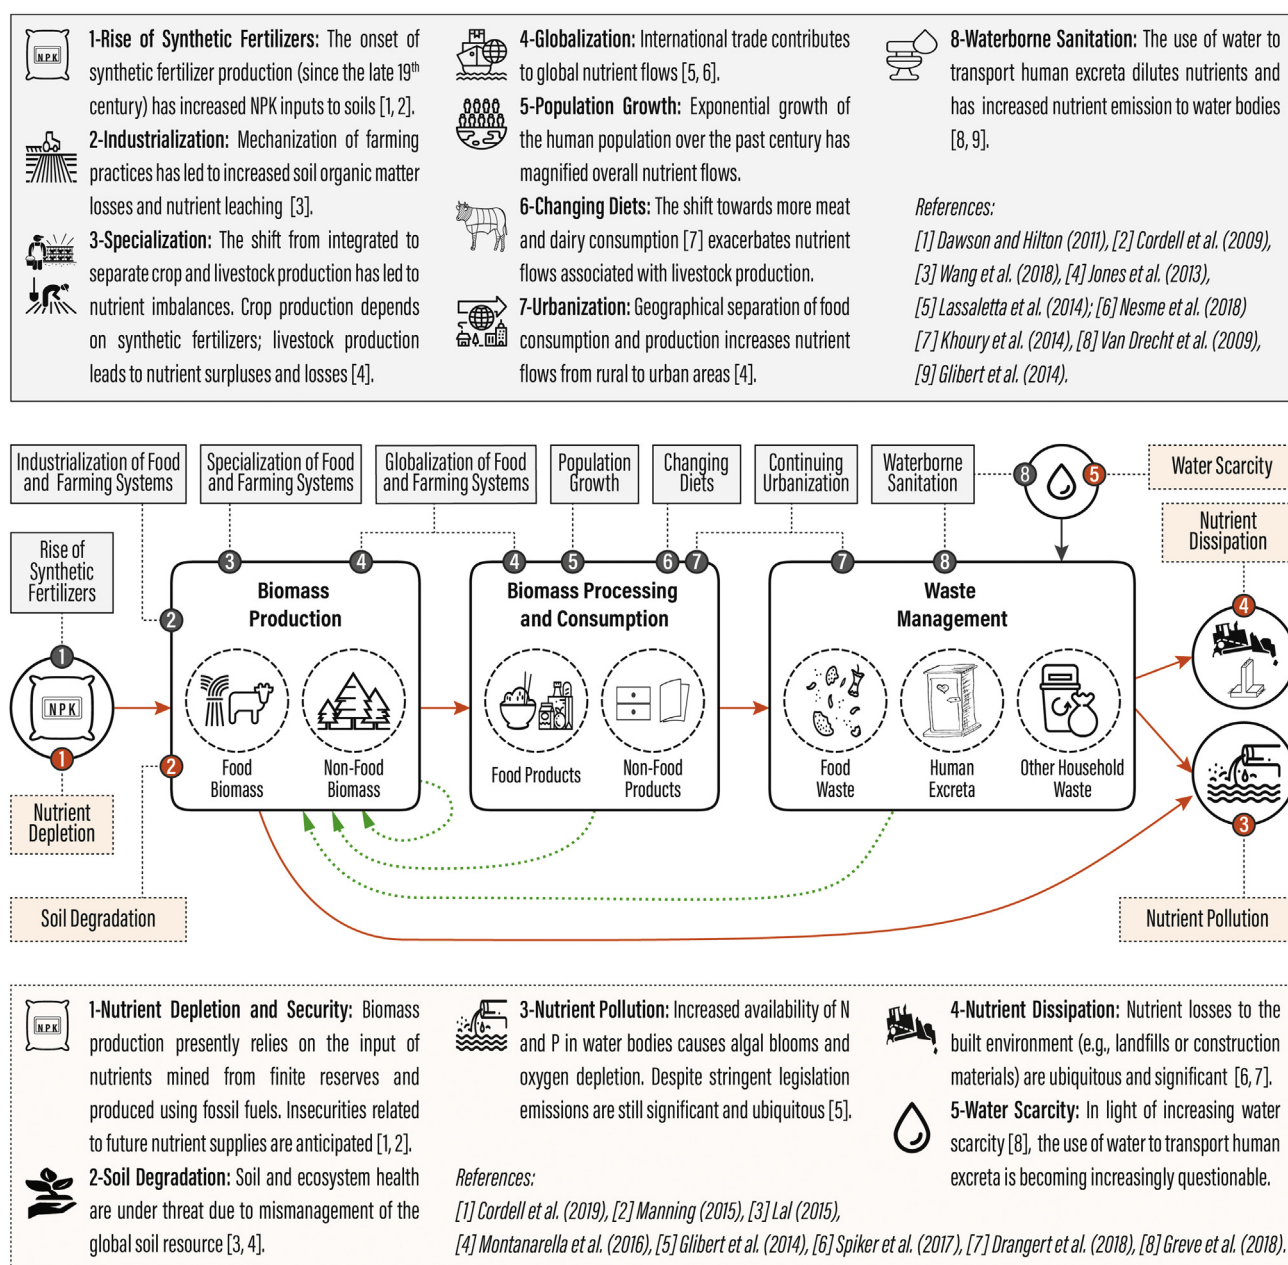 1-Rise of Synthetic Fertilizers: The onset of
synthetic fertilizer production (since the late 19th
century) has increased NPK inputs to soils [1, 2].
2-Industrialization: Mechanization of farming
practices has led to increased soil organic matter
losses and nutrient leaching [3].
3-Specialization: The shift from integrated to
separate crop and livestock production has led to
nutrient imbalances. Crop production depends
on synthetic fertilizers; livestock production
leads to nutrient surpluses and losses [4].
4-Globalization: International trade contributes
to global nutrient flows [5, 6].
5-Population Growth: Exponential growth of
the human population over the past century has
magnified overall nutrient flows.
6-Changing Diets: The shift towards more meat
and dairy consumption [7] exacerbates nutrient
flows associated with livestock production.
7-Urbanization: Geographical separation of food
consumption and production increases nutrient
flows from rural to urban areas [4].
8-Waterborne Sanitation: The use of water to
transport human excreta dilutes nutrients and
has increased nutrient emission to water bodies
[8, 9].
References:
[1] Dawson and Hilton (2011), [2] Cordell et al. (2009),
[3] Wang et al. (2018), [4] Jones et al. (2013),
[5] Lassaletta et al. (2014); [6] Nesme et al. (2018)
[7] Khoury et al. (2014), [8] Van Drecht et al. (2009),
[9] Glibert et al. (2014).
NPK
Industrialization of Food
and Farming Systems
Specialization of Food
and Farming Systems
Globalization of Food
and Farming Systems
Population
Growth
Changing
Diets
Continuing
Urbanization
Waterborne
Sanitation
8
5
Water Scarcity
Nutrient
Dissipation
Rise of
Synthetic
Fertilizers
3
4
4
5
6
7
7
8
Biomass
Production
Biomass Processing
and Consumption
Waste
Management
2
4
1
NPK
1
2
Food
Biomass
Non-Food
Biomass
Food Products
Non-Food
Products
Food
Waste
Human
Excreta
Other Household
Waste
3
Nutrient
Depletion
Soil Degradation
Nutrient Pollution
NPK
1-Nutrient Depletion and Security: Biomass
production presently relies on the input of
nutrients mined from finite reserves and
produced using fossil fuels. Insecurities related
to future nutrient supplies are anticipated [1, 2].
2-Soil Degradation: Soil and ecosystem health
are under threat due to mismanagement of the
global soil resource [3, 4].
3-Nutrient Pollution: Increased availability of N
and P in water bodies causes algal blooms and
oxygen depletion. Despite stringent legislation
emissions are still significant and ubiquitous [5].
4-Nutrient Dissipation: Nutrient losses to the
built environment (e.g., landfills or construction
materials) are ubiquitous and significant [6, 7].
5-Water Scarcity: In light of increasing water
scarcity [8], the use of water to transport human
excreta is becoming increasingly questionable.
References:
[1] Cordell et al. (2019), [2] Manning (2015), [3] Lal (2015),
[4] Montanarella et al. (2016), [5] Glibert et al. (2014), [6] Spiker et al. (2017), [7] Drangert et al. (2018), [8] Greve et al. (2018).